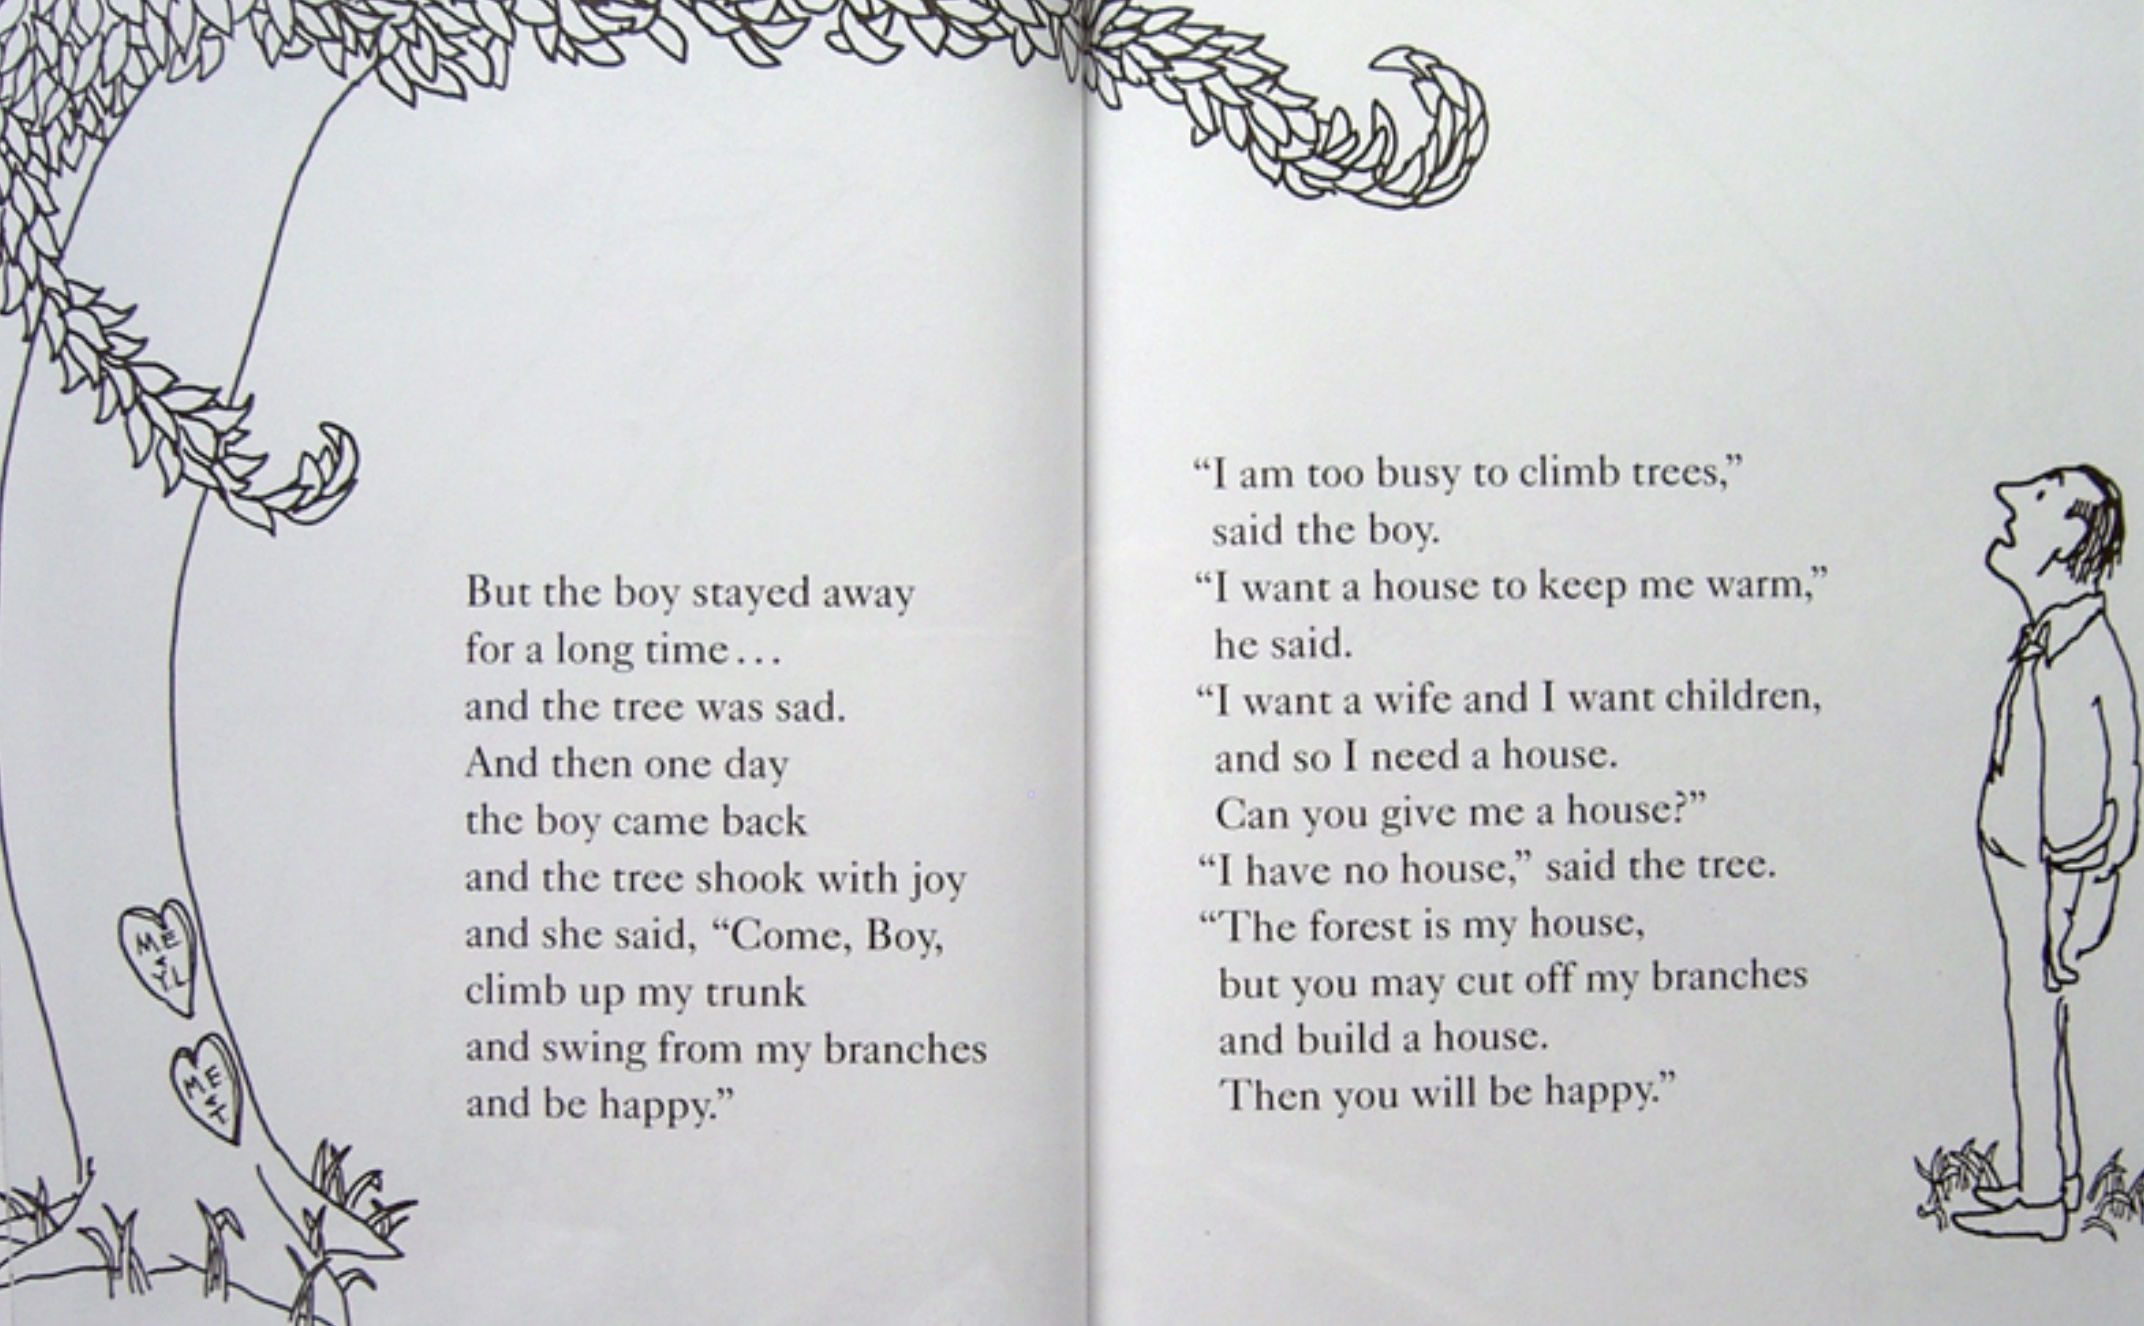 ME
+
Y.L.
ME
+
T
But the boy stayed away
for a long time...
and the tree was sad.
And then one day
the boy came back
and the tree shook with joy
and she said, “Come, Boy,
climb up my trunk
and swing from my branches
and be happy.”
“I am too busy to climb trees,”
said the boy.
“I want a house to keep me warm,”
he said.
“I want a wife and I want children,
and so I need a house.
Can you give me a house?”
“I have no house,” said the tree.
“The forest is my house,
but you may cut off my branches
and build a house.
Then you will be happy.”